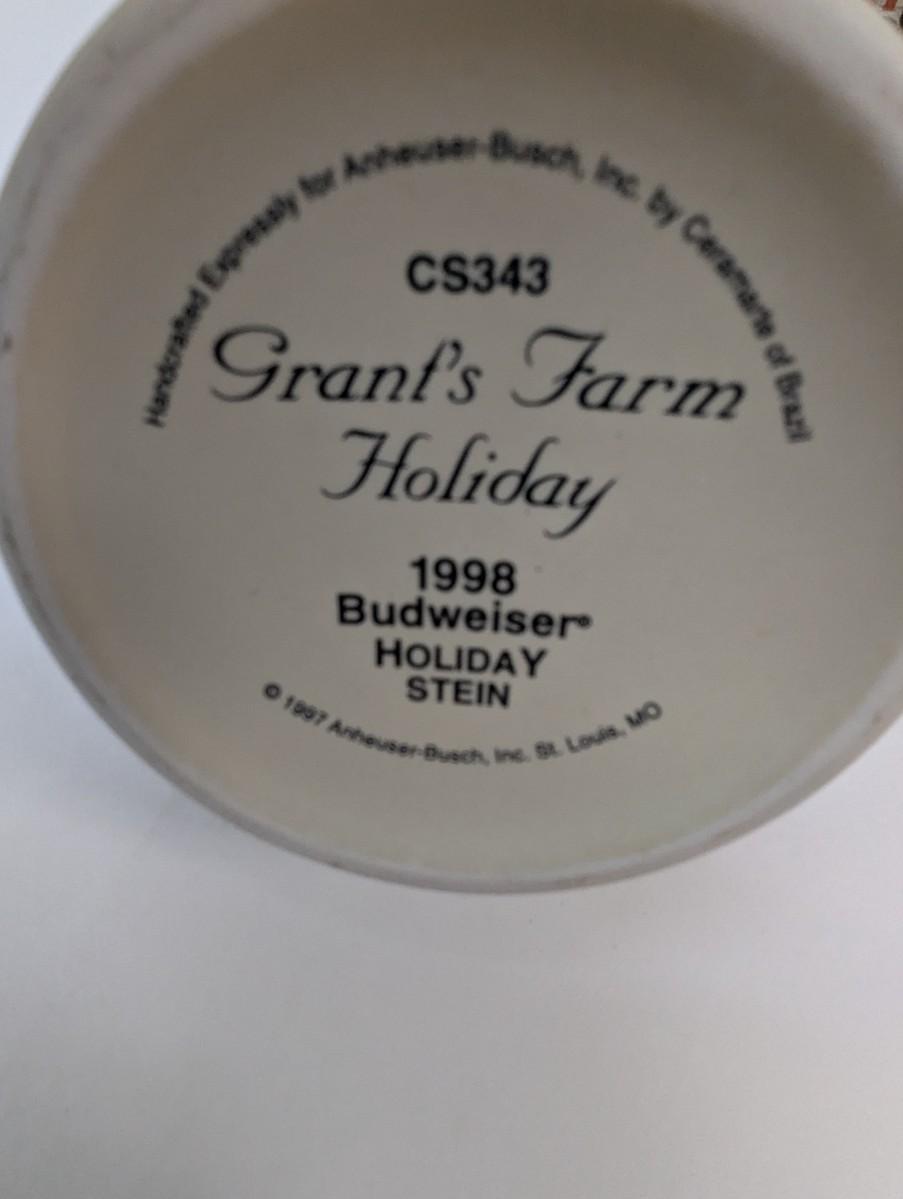 Handcrafted Expressly for Anheuser-Busch, Inc. by Ceramarte of Brazil
CS343
Grant's Farm
Holiday
1998
Budweiser®
HOLIDAY
STEIN
© 1997 Anheuser-Busch, Inc. St. Louis, MO